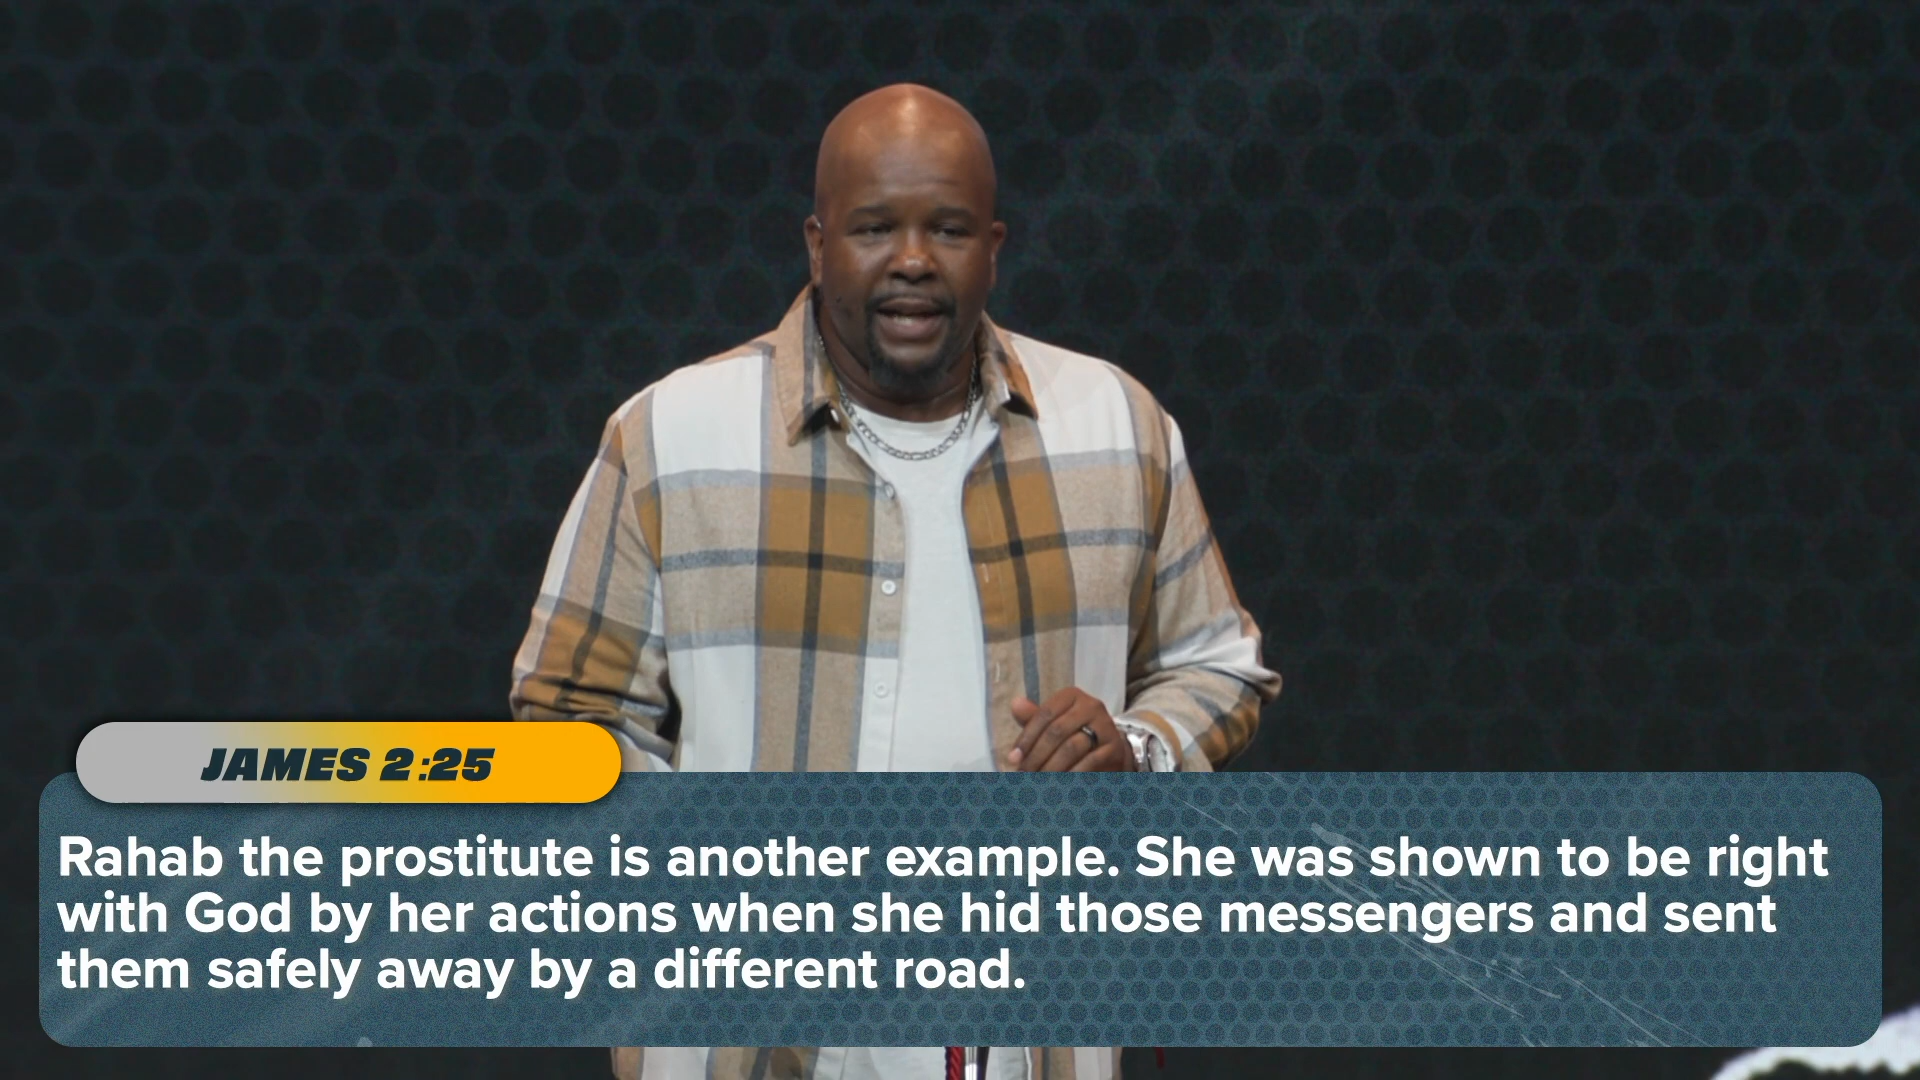 JAMES 2:25
Rahab the prostitute is another example. She was shown to be right
with God by her actions when she hid those messengers and sent
them safely away by a different road.